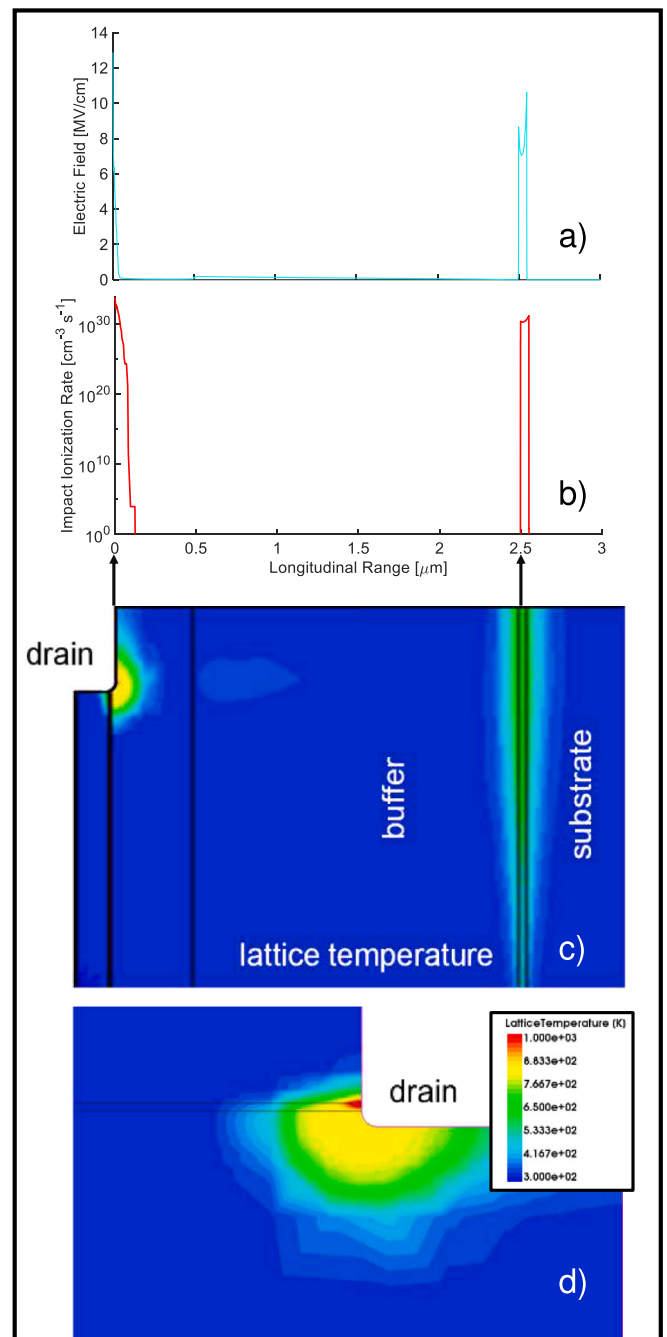 14
12
10
8
6
4
2
0
Electric Field [MV/cm]
a)
10^30
10^20
10^10
10^0
Impact Ionization Rate [cm^-3 s^-1]
b)
0 0.5 1 1.5 2 2.5 3
Longitudinal Range [μm]
drain
buffer
substrate
lattice temperature
c)
drain
LatticeTemperature (K)
1.000e+03
8.833e+02
7.667e+02
6.500e+02
5.333e+02
4.167e+02
3.000e+02
d)